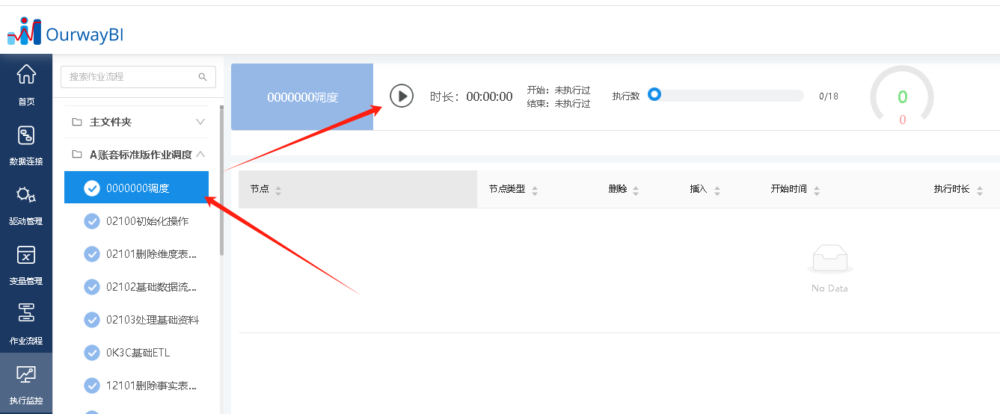 OurwayBI
首页
数据连接
驱动管理
变量管理
作业流程
执行监控
搜索作业流程
主文件夹
A账套标准版作业调度
0000000调度
02100初始化操作
02101删除维度表...
02102基础数据流...
02103处理基础资料
0K3C基础ETL
12101删除事实表...
0000000调度
时长：00:00:00
开始：未执行过
结束：未执行过
执行数
0/18
0
0
节点 节点类型 删除 插入 开始时间 执行时长
No Data